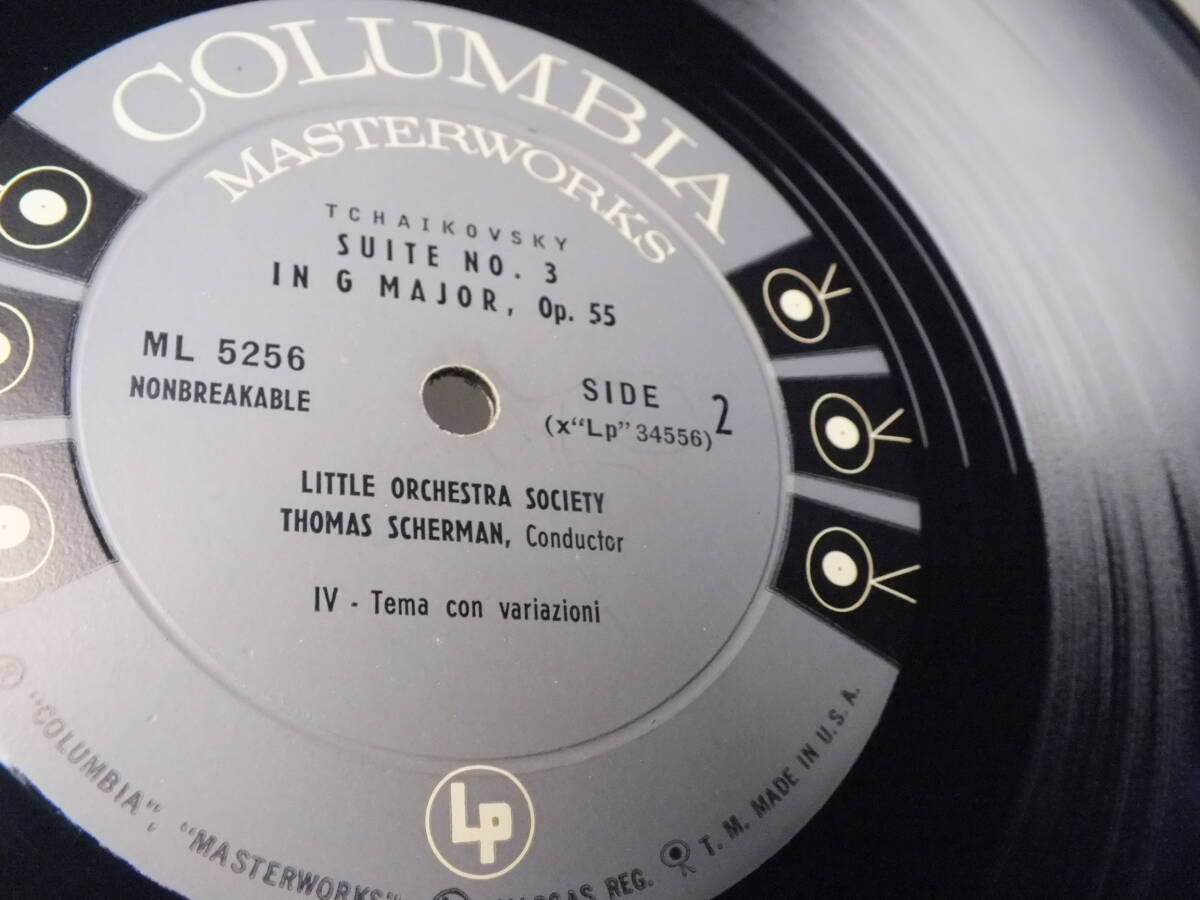 COLUMBIA
MASTERWORKS
TCHAIKOVSKY
SUITE NO. 3
IN G MAJOR, Op. 55
ML 5256
NONBREAKABLE
SIDE 2
(x“Lp”34556)
LITTLE ORCHESTRA SOCIETY
THOMAS SCHERMAN, Conductor
IV - Tema con variazioni
Lp
® “COLUMBIA”, “MASTERWORKS”, REG. T. M. MADE IN U. S. A.